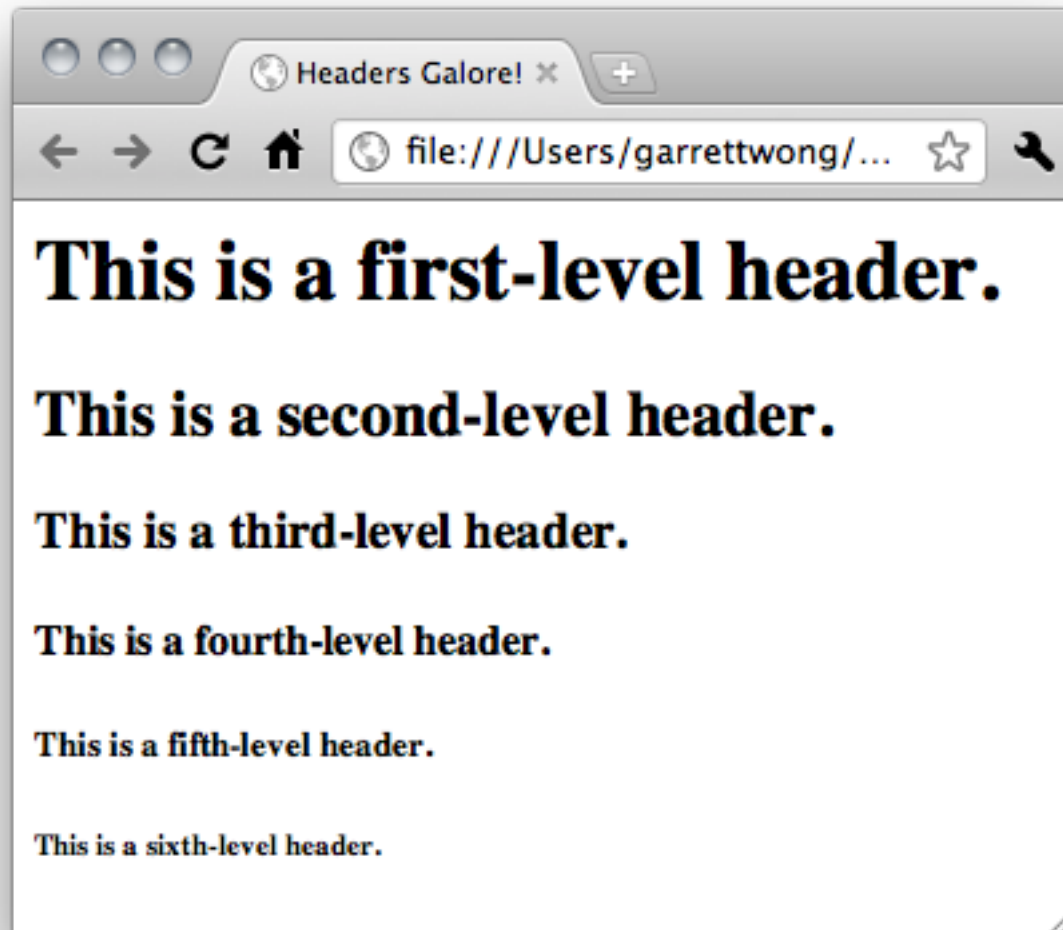 Headers Galore!
file:///Users/garrettwong/...
This is a first-level header.
This is a second-level header.
This is a third-level header.
This is a fourth-level header.
This is a fifth-level header.
This is a sixth-level header.